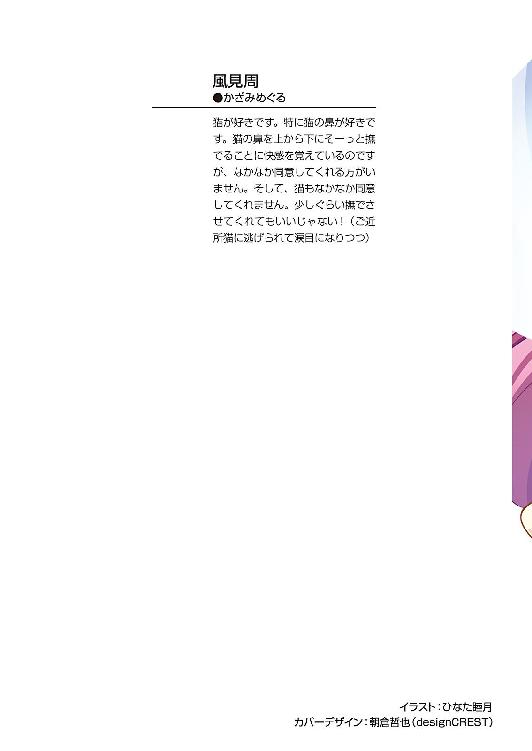 風見周
●かざみめぐる
猫が好きです。特に猫の鼻が好きで
す。猫の鼻を上から下にそーっと撫
でることに快感を覚えているのです
が、なかなか同意してくれる方がい
ません。そして、猫もなかなか同意
してくれません。少しぐらい撫でさ
せてくれてもいいじゃない！（ご近
所猫に逃げられて涙目になりつつ）
イラスト：ひなた睦月
カバーデザイン：朝倉哲也（designCREST）